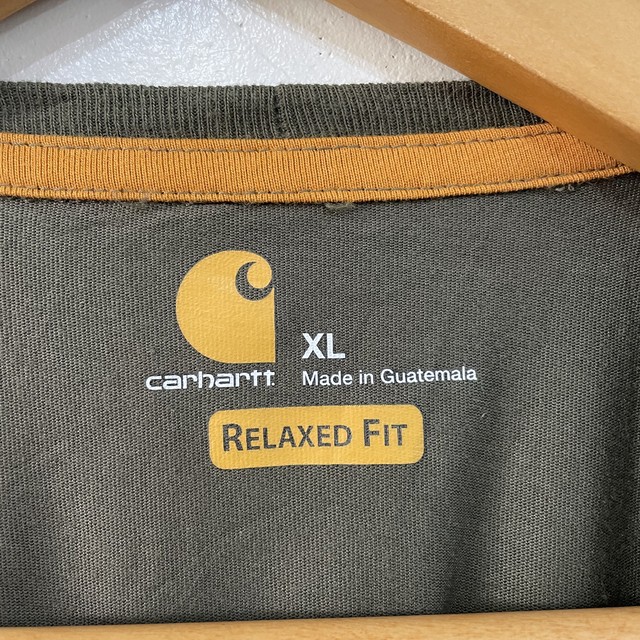 XL
carhartt
Made in Guatemala
RELAXED FIT